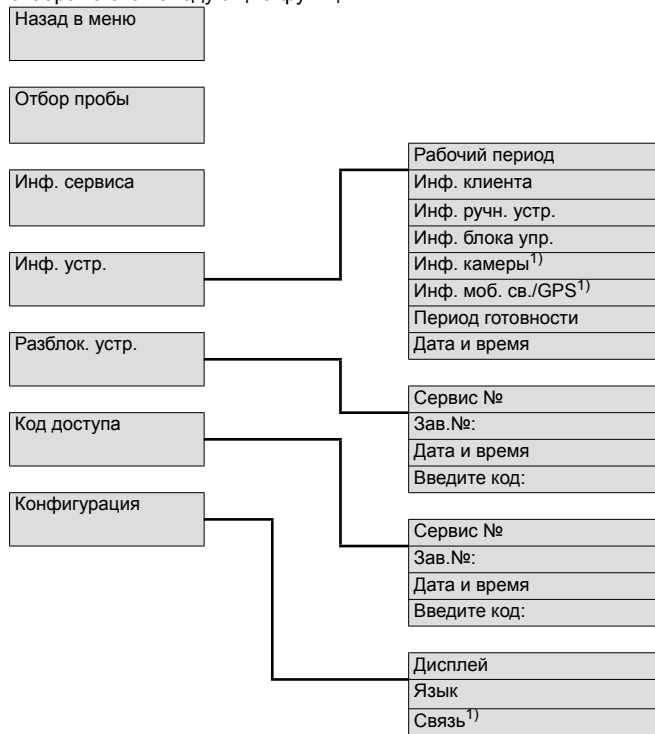 Назад в меню
Отбор пробы
Инф. сервиса
Инф. устр.
Разблок. устр.
Код доступа
Конфигурация
Рабочий период
Инф. клиента
Инф. ручн. устр.
Инф. блока упр.
Инф. камеры1)
Инф. моб. св./GPS1)
Период готовности
Дата и время
Сервис №
Зав.№:
Дата и время
Введите код:
Сервис №
Зав.№:
Дата и время
Введите код:
Дисплей
Язык
Связь1)